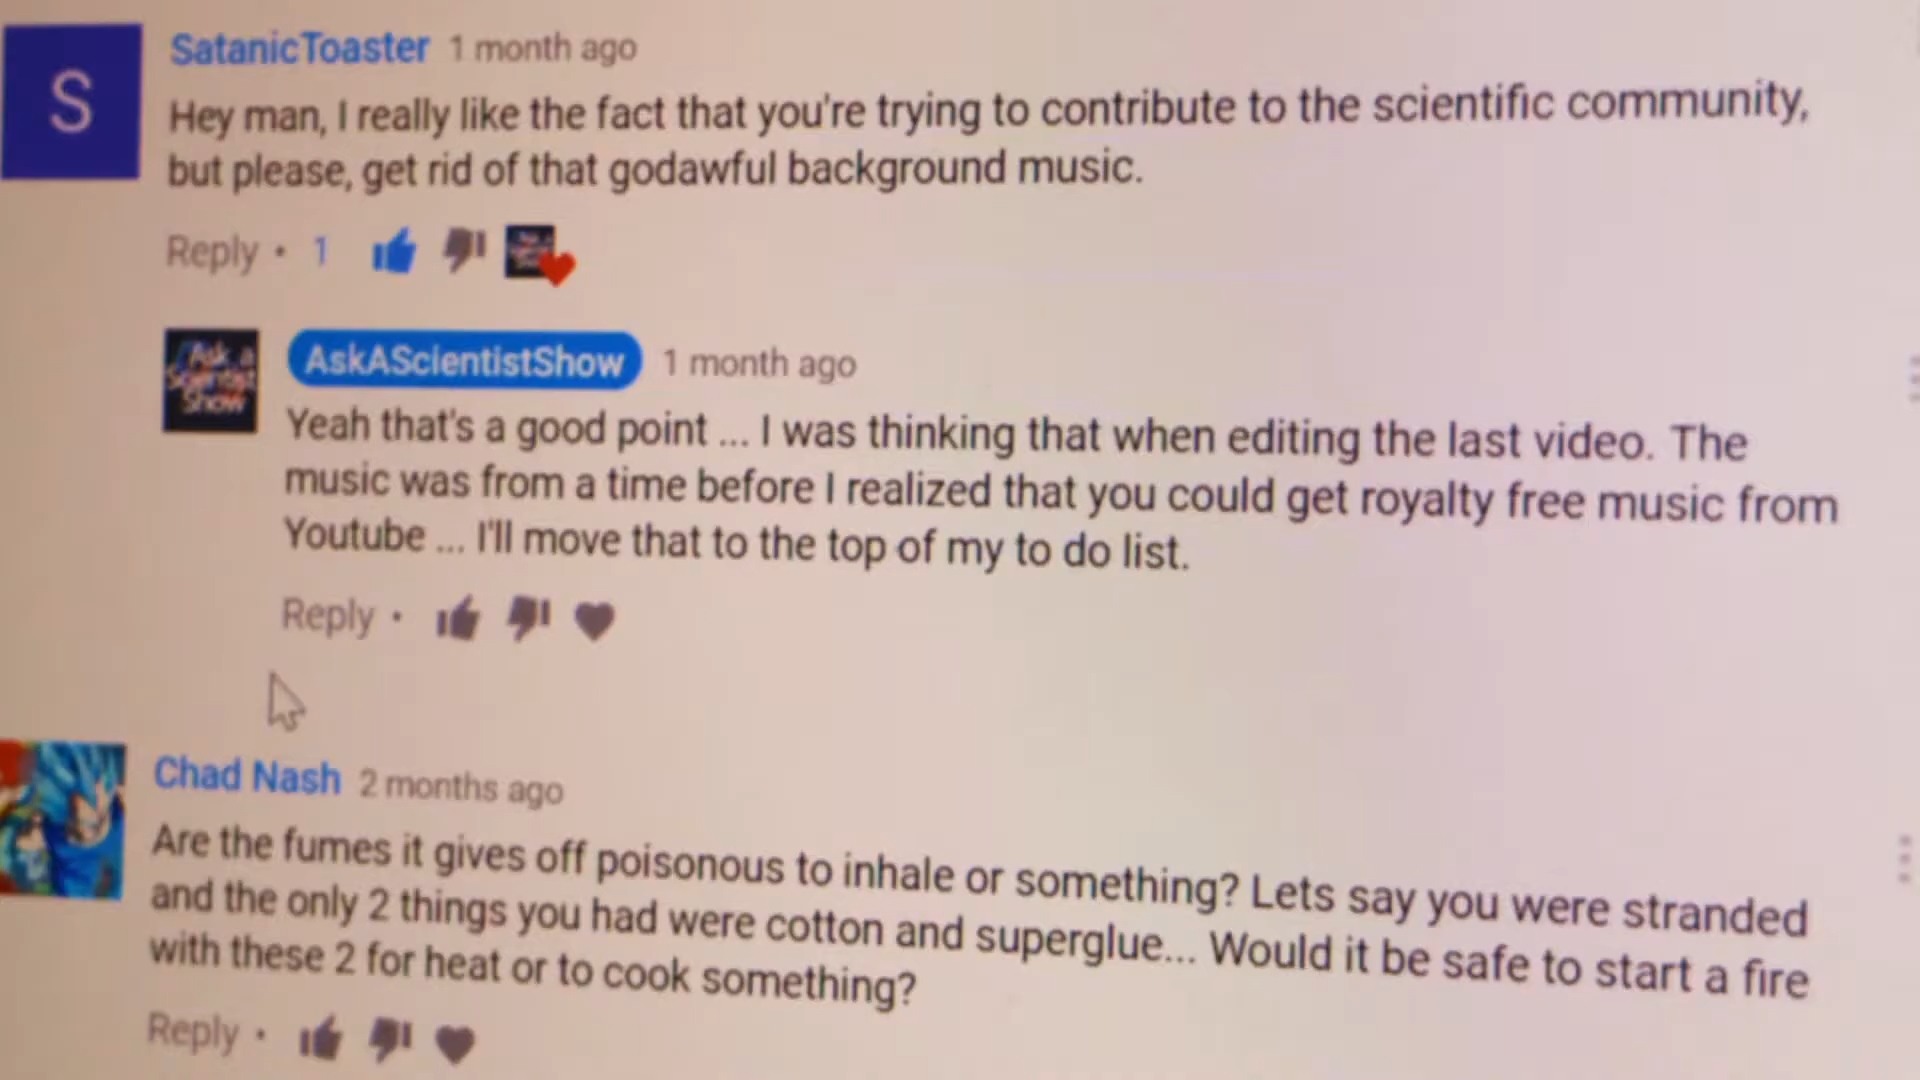 S
SatanicToaster 1 month ago
Hey man, I really like the fact that you're trying to contribute to the scientific community,
but please, get rid of that godawful background music.
Reply • 1
Ask a
Scientist
Show
AskAScientistShow 1 month ago
Yeah that's a good point ... I was thinking that when editing the last video. The
music was from a time before I realized that you could get royalty free music from
Youtube ... I'll move that to the top of my to do list.
Reply •
Chad Nash 2 months ago
Are the fumes it gives off poisonous to inhale or something? Lets say you were stranded
and the only 2 things you had were cotton and superglue... Would it be safe to start a fire
with these 2 for heat or to cook something?
Reply •